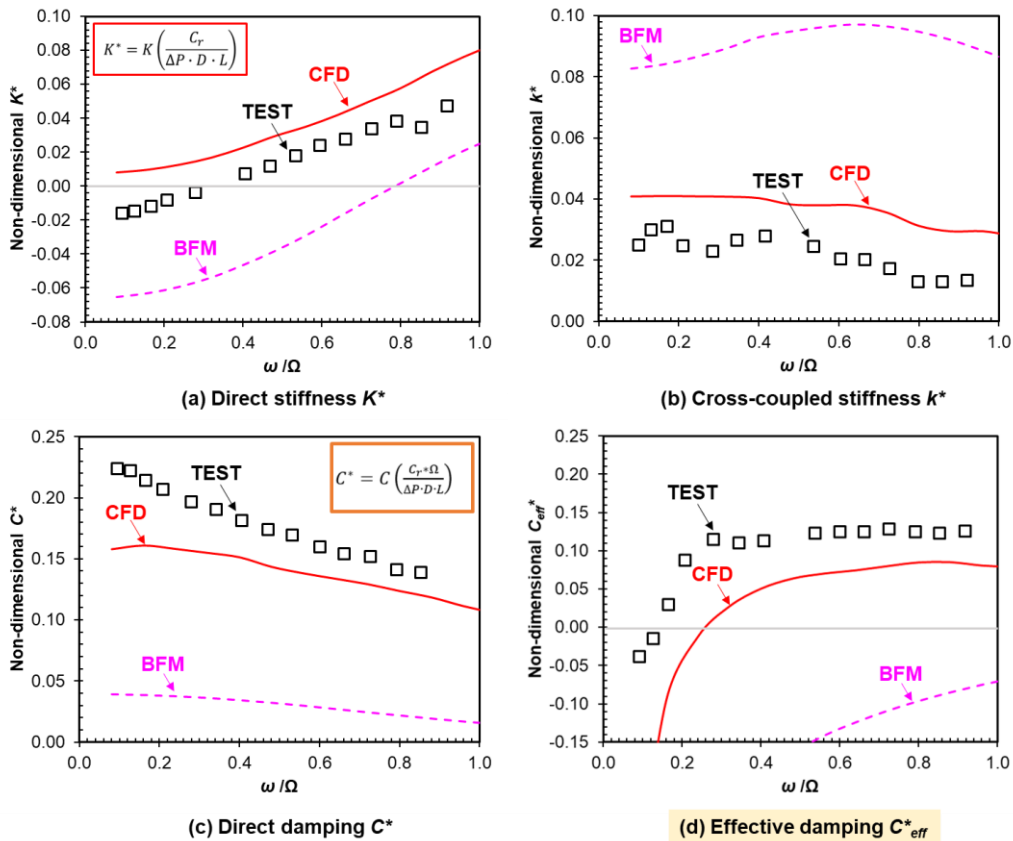 0.10
0.08
0.06
0.04
0.02
0.00
-0.02
-0.04
-0.06
-0.08
Non-dimensional K*
K* = K (C_r / ΔP · D · L)
CFD
TEST
BFM
0.0 0.2 0.4 0.6 0.8 1.0
ω /Ω
(a) Direct stiffness K*
0.10
0.08
0.06
0.04
0.02
0.00
Non-dimensional k*
BFM
TEST
CFD
0.0 0.2 0.4 0.6 0.8 1.0
ω /Ω
(b) Cross-coupled stiffness k*
0.25
0.20
0.15
0.10
0.05
0.00
Non-dimensional C*
C* = C (C_r*Ω / ΔP·D·L)
TEST
CFD
BFM
0.0 0.2 0.4 0.6 0.8 1.0
ω/Ω
(c) Direct damping C*
0.25
0.20
0.15
0.10
0.05
0.00
-0.05
-0.10
-0.15
Non-dimensional C_eff*
TEST
CFD
BFM
0.0 0.2 0.4 0.6 0.8 1.0
ω/Ω
(d) Effective damping C*_eff